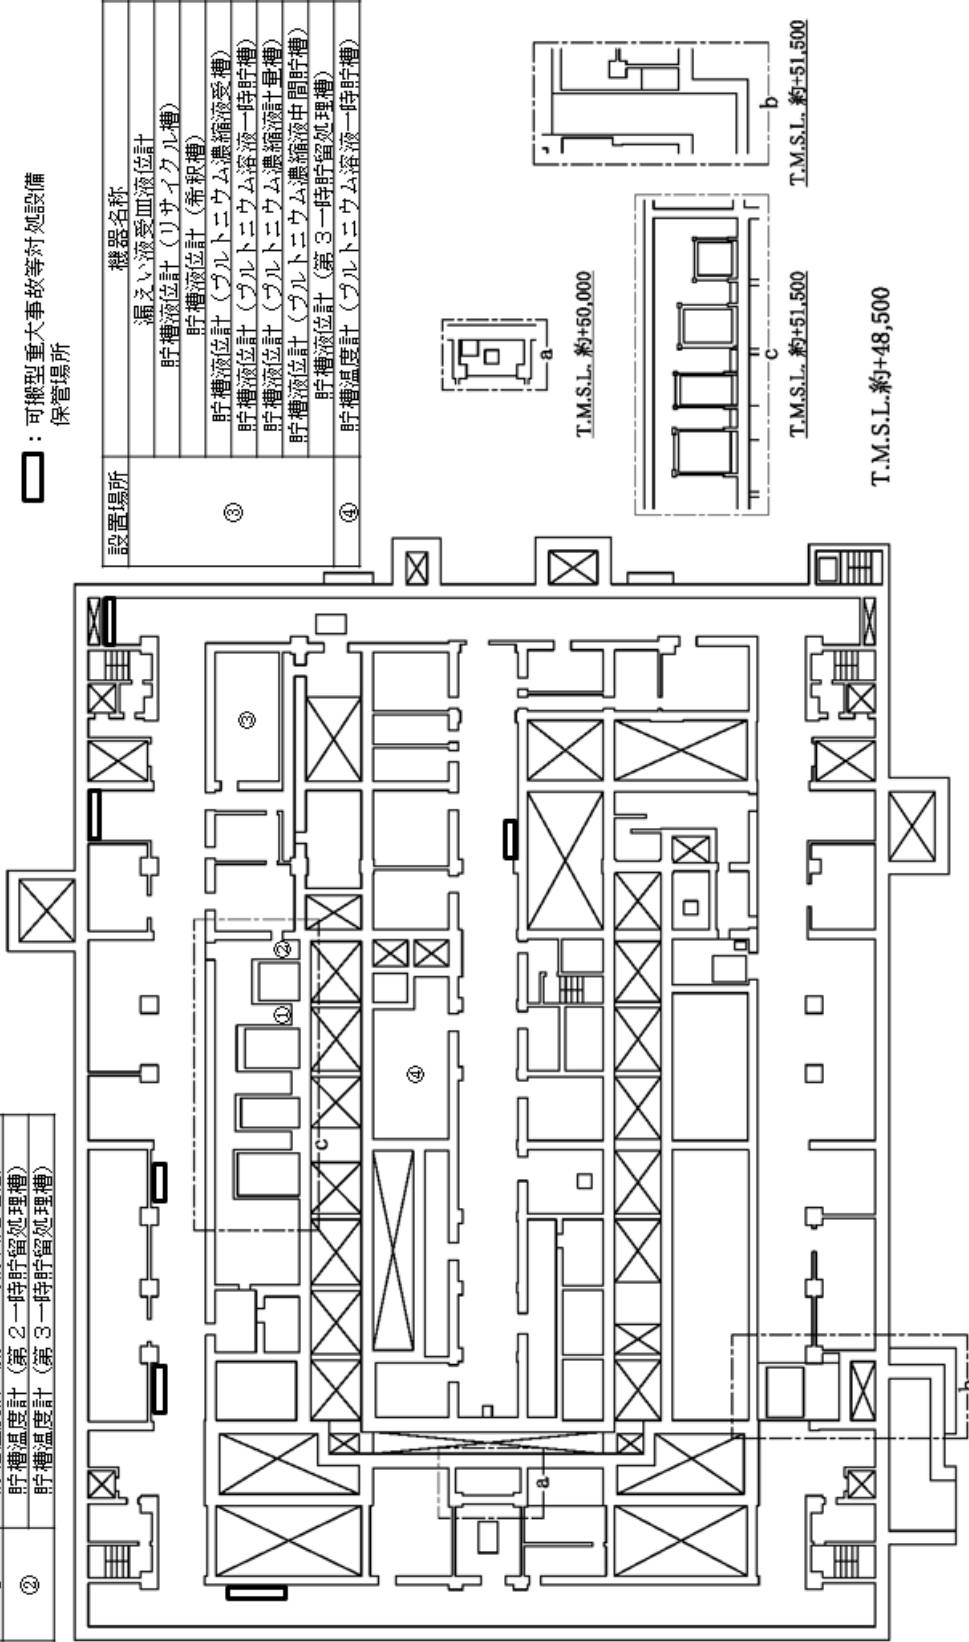 ：可搬型重大事故等対処設備
保管場所
設置場所 機器名称
③ 漏えい液受皿液位計
貯槽液位計（リサイクル槽）
貯槽液位計（希釈槽）
貯槽液位計（プルトニウム濃縮液受槽）
貯槽液位計（プルトニウム溶液一時貯槽）
貯槽液位計（プルトニウム濃縮液計量槽）
貯槽液位計（プルトニウム濃縮液中間貯槽）
貯槽液位計（第３一時貯留処理槽）
④ 貯槽温度計（プルトニウム溶液一時貯槽）
② 貯槽温度計（第２一時貯留処理槽）
貯槽温度計（第３一時貯留処理槽）
a
T.M.S.L. 約+50,000
b
T.M.S.L. 約+51,500
c
T.M.S.L. 約+51,500
T.M.S.L.約+48,500
③
②
①
④
c
a
b